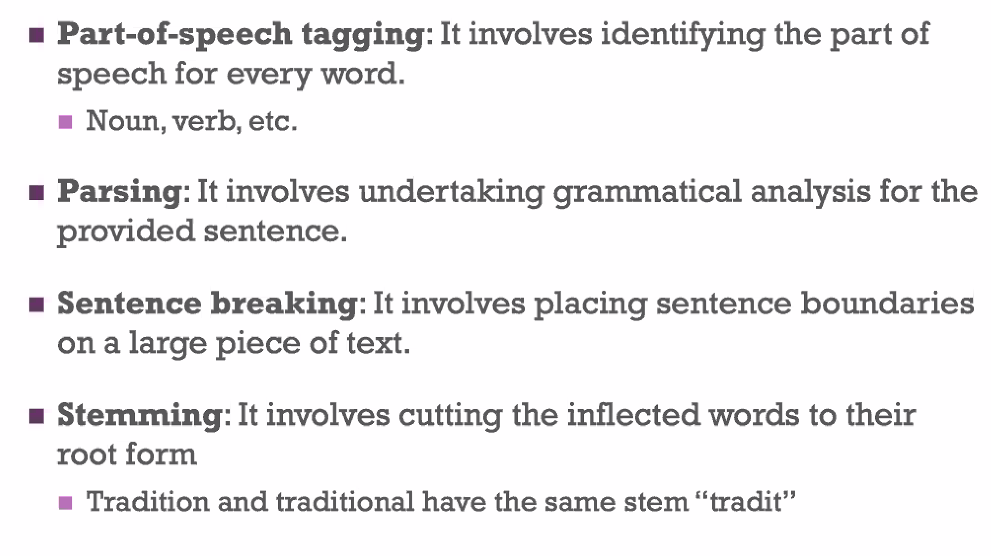 Part-of-speech tagging: It involves identifying the part of
speech for every word.
Noun, verb, etc.
Parsing: It involves undertaking grammatical analysis for the
provided sentence.
Sentence breaking: It involves placing sentence boundaries
on a large piece of text.
Stemming: It involves cutting the inflected words to their
root form
Tradition and traditional have the same stem “tradit”